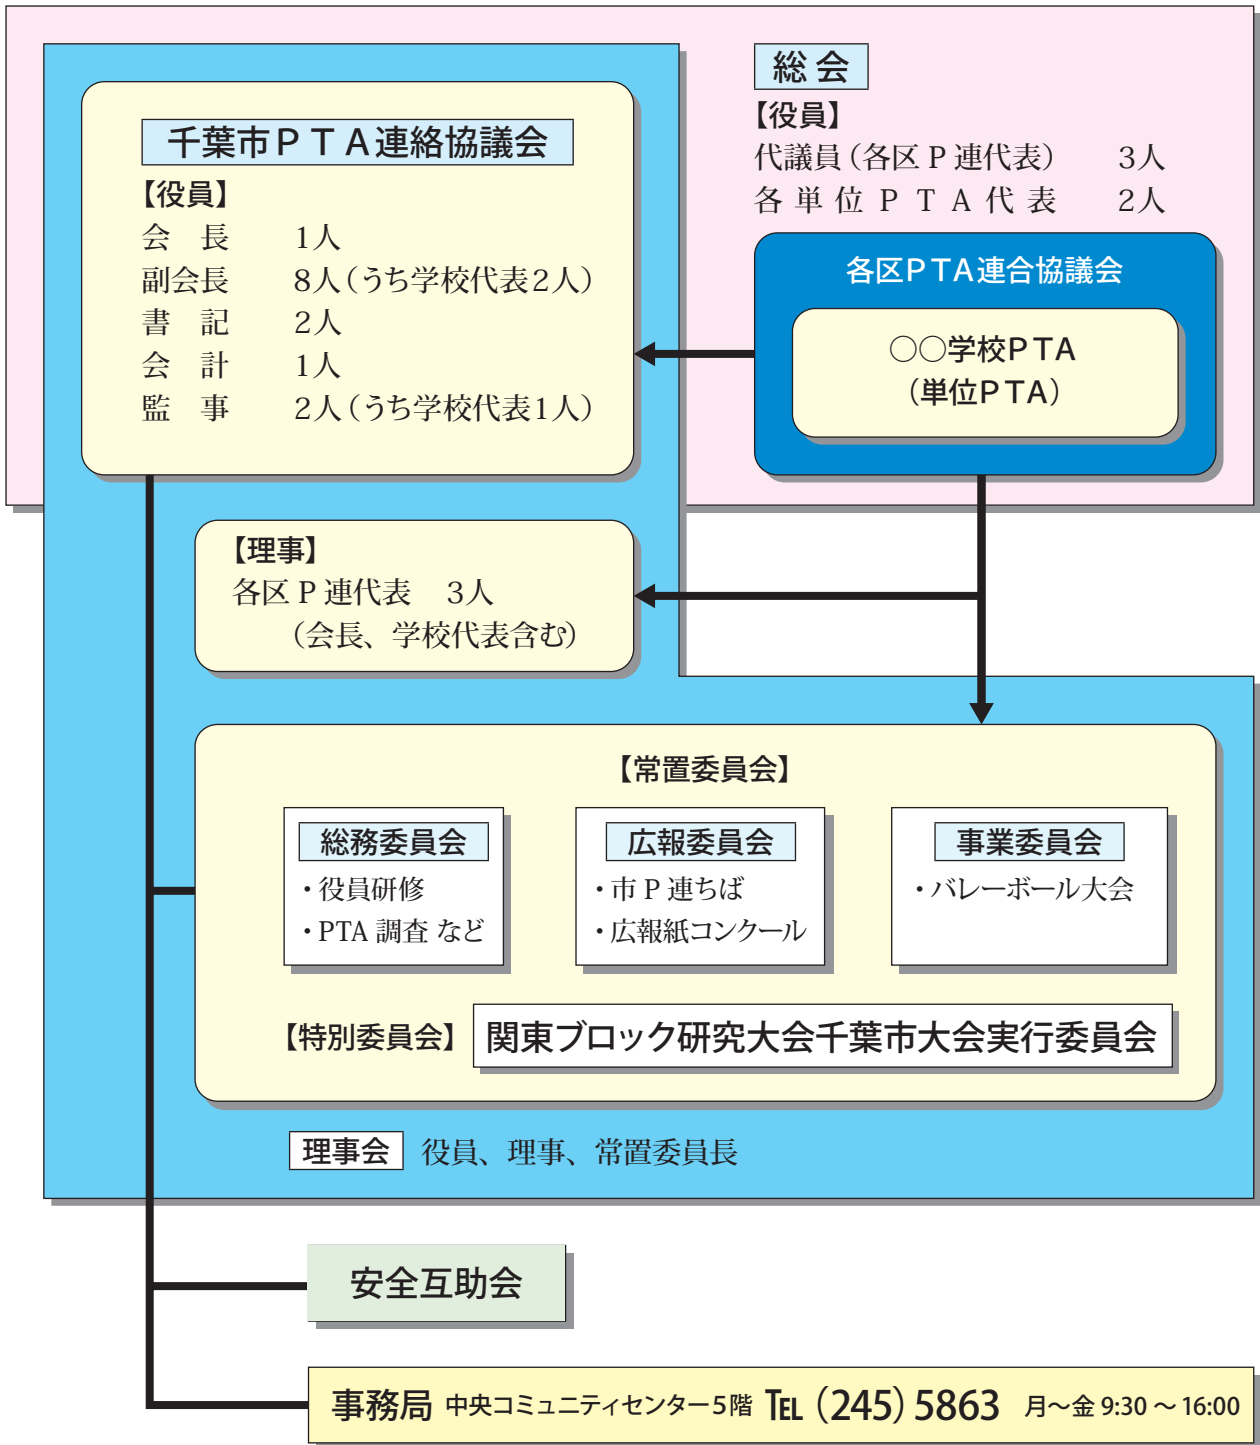 千葉市PTA連絡協議会
【役員】
会 長 1人
副会長 8人(うち学校代表2人)
書 記 2人
会 計 1人
監 事 2人(うち学校代表1人)
総会
【役員】
代議員(各区P連代表) 3人
各単位PTA代表 2人
各区PTA連合協議会
○○学校PTA
(単位PTA)
【理事】
各区P連代表 3人
(会長、学校代表含む)
【常置委員会】
総務委員会
・役員研修
・PTA調査 など
広報委員会
・市P連ちば
・広報紙コンクール
事業委員会
・バレーボール大会
【特別委員会】 関東ブロック研究大会千葉市大会実行委員会
理事会 役員、理事、常置委員長
安全互助会
事務局 中央コミュニティセンター5階 TEL (245) 5863 月~金 9:30 ~ 16:00